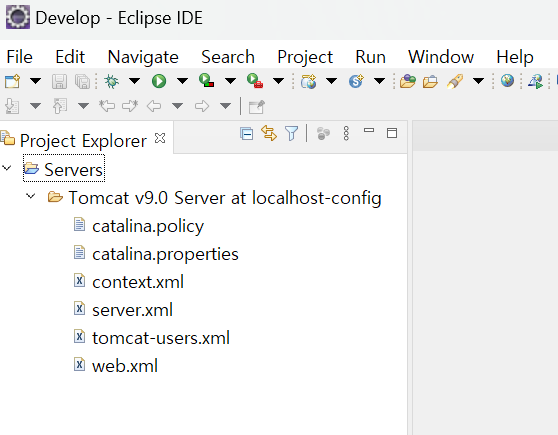 Develop - Eclipse IDE
File Edit Navigate Search Project Run Window Help
Project Explorer
Servers
Tomcat v9.0 Server at localhost-config
catalina.policy
catalina.properties
context.xml
server.xml
tomcat-users.xml
web.xml